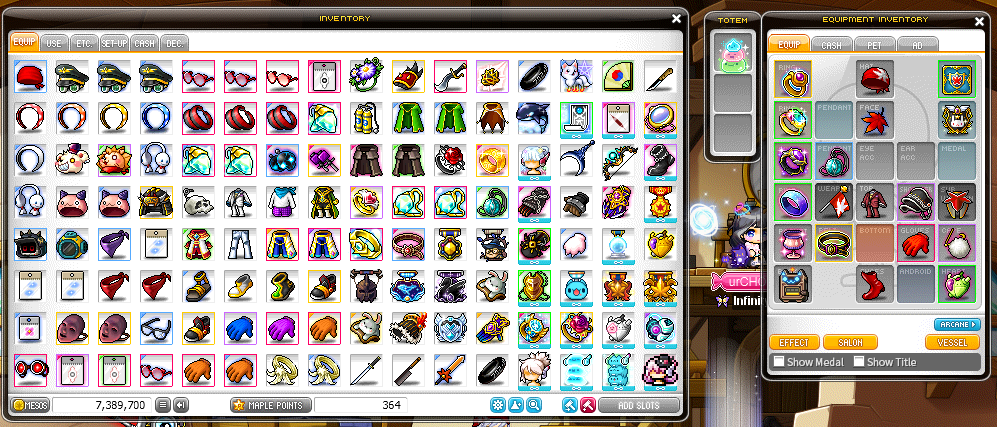 INVENTORY
EQUIP
USE
ETC.
SET-UP
CASH
DEC.
MESOS
7,389,700
MAPLE POINTS
364
ADD SLOTS
TOTEM
urCHO
Infini
EQUIPMENT INVENTORY
EQUIP
CASH
PET
AD
RING
HAT
PENDANT
FACE
EYE ACC
EAR ACC
MEDAL
WEAPON
TOP
BOTTOM
GLOVES
ANDROID
ARCANE
EFFECT
SALON
VESSEL
Show Medal
Show Title